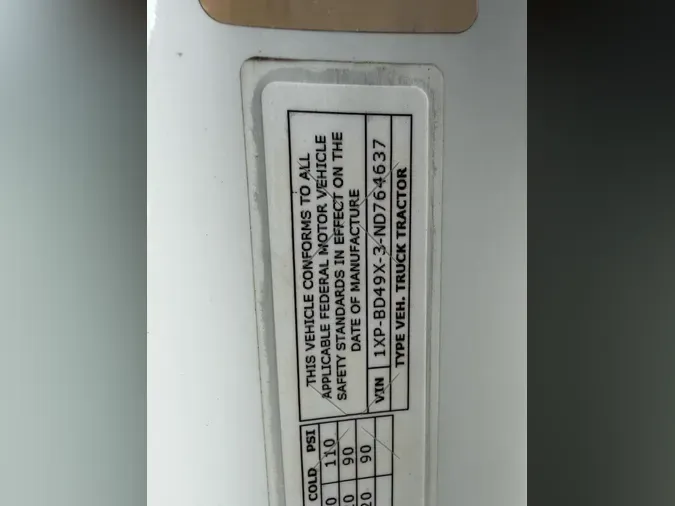 THIS VEHICLE CONFORMS TO ALL
APPLICABLE FEDERAL MOTOR VEHICLE
SAFETY STANDARDS IN EFFECT ON THE
DATE OF MANUFACTURE
VIN 1XP-BD49X-3-ND764637
TYPE VEH. TRUCK TRACTOR
COLD PSI
110
90
90